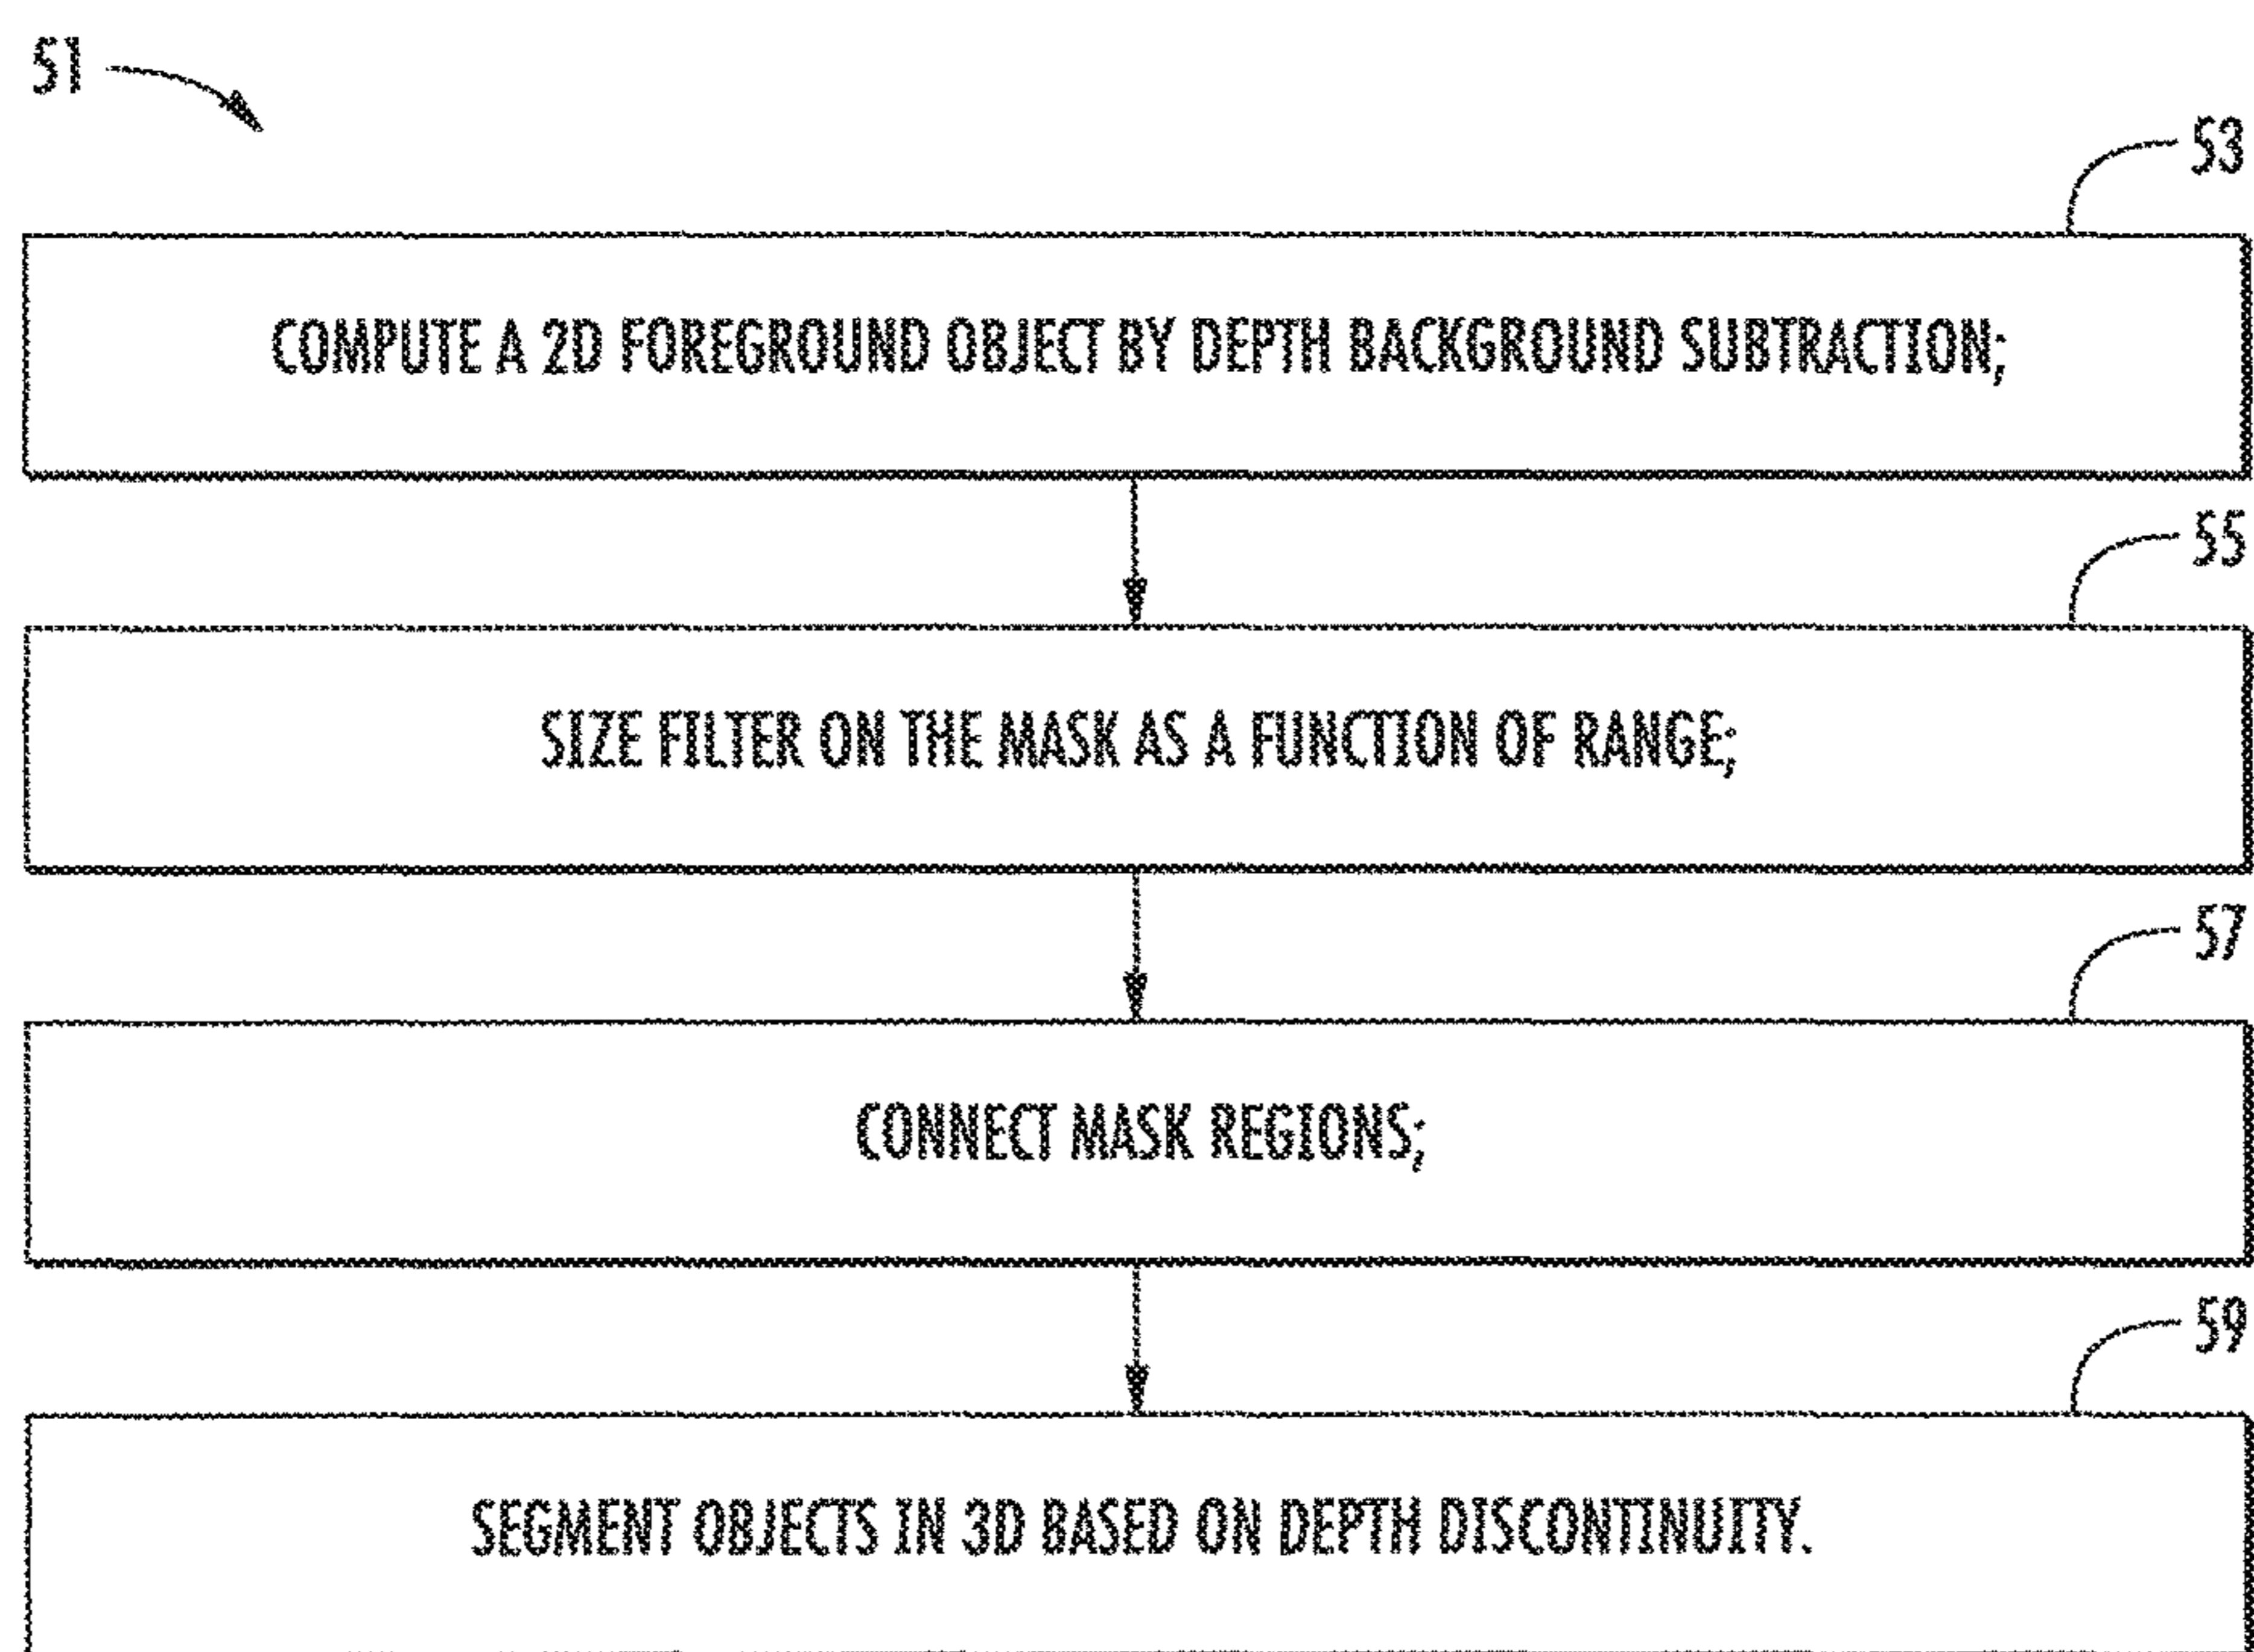 51
53
COMPUTE A 2D FOREGROUND OBJECT BY DEPTH BACKGROUND SUBTRACTION;
55
SIZE FILTER ON THE MASK AS A FUNCTION OF RANGE;
57
CONNECT MASK REGIONS;
59
SEGMENT OBJECTS IN 3D BASED ON DEPTH DISCONTINUITY.